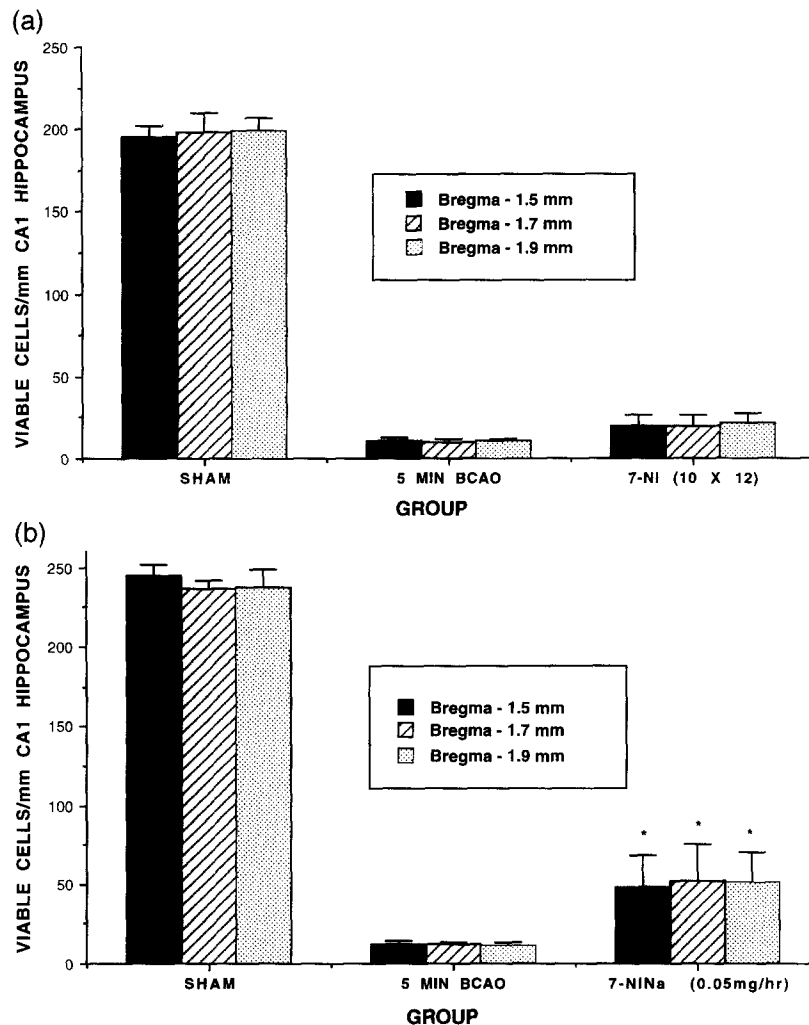 (a)
VIABLE CELLS/mm CA1 HIPPOCAMPUS
250
200
150
100
50
0
Bregma - 1.5 mm
Bregma - 1.7 mm
Bregma - 1.9 mm
SHAM
5 MIN BCAO
7-NI (10 X 12)
GROUP
(b)
VIABLE CELLS/mm CA1 HIPPOCAMPUS
250
200
150
100
50
0
Bregma - 1.5 mm
Bregma - 1.7 mm
Bregma - 1.9 mm
* * *
SHAM
5 MIN BCAO
7-NINa (0.05mg/hr)
GROUP